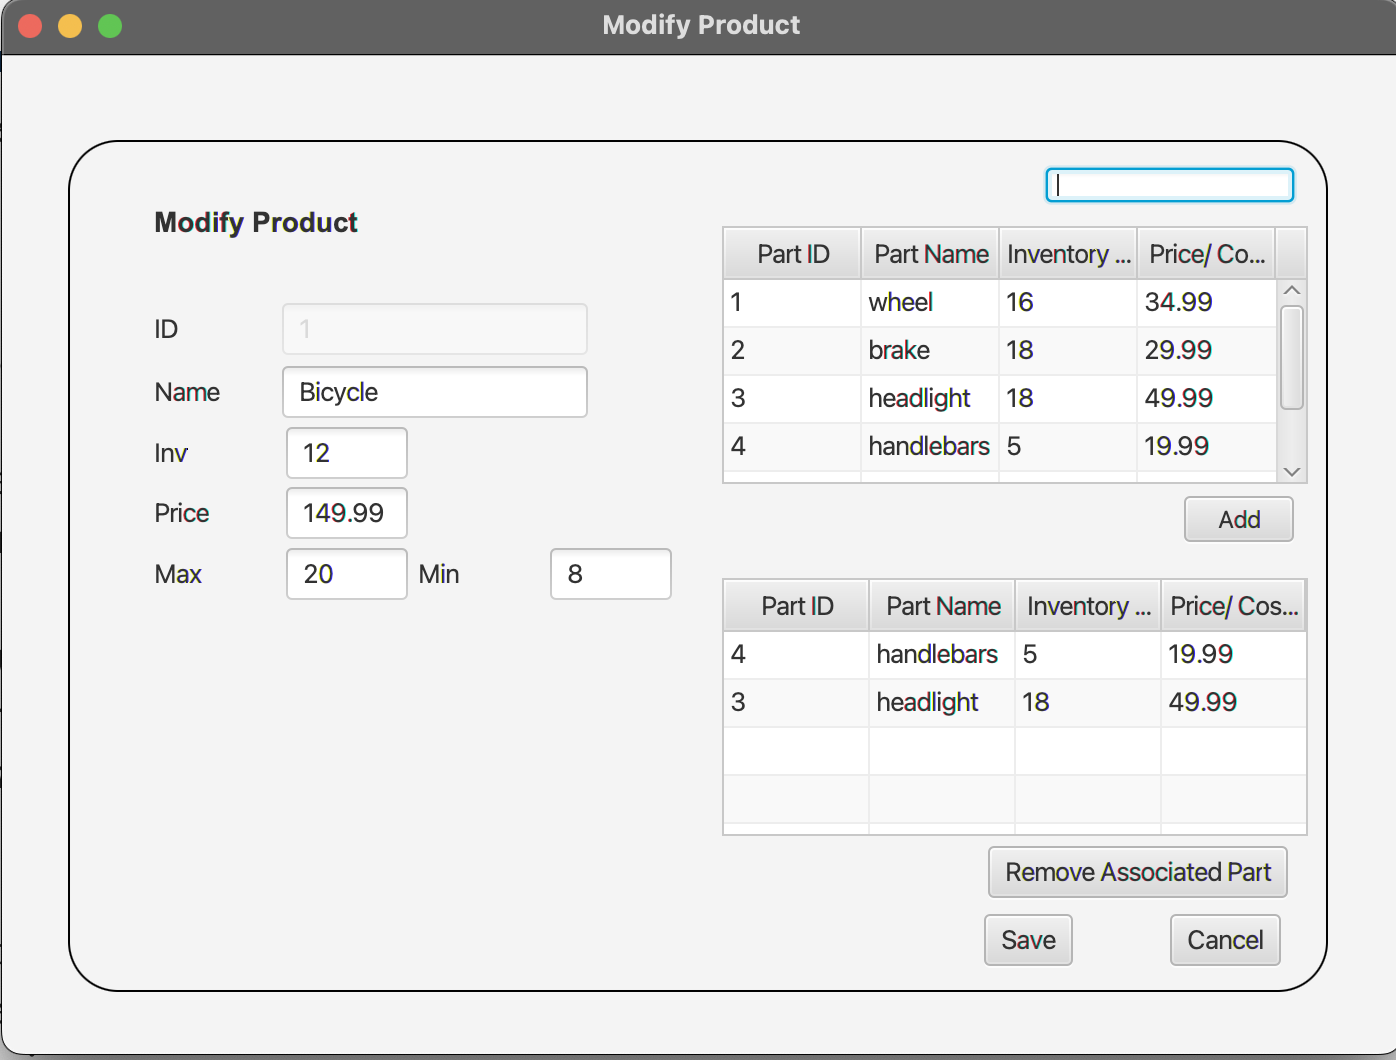 Modify Product
Modify Product
ID 1
Name Bicycle
Inv 12
Price 149.99
Max 20 Min 8
Part ID Part Name Inventory ... Price/ Co...
1 wheel 16 34.99
2 brake 18 29.99
3 headlight 18 49.99
4 handlebars 5 19.99
Add
Part ID Part Name Inventory ... Price/ Cos...
4 handlebars 5 19.99
3 headlight 18 49.99
Remove Associated Part
Save Cancel